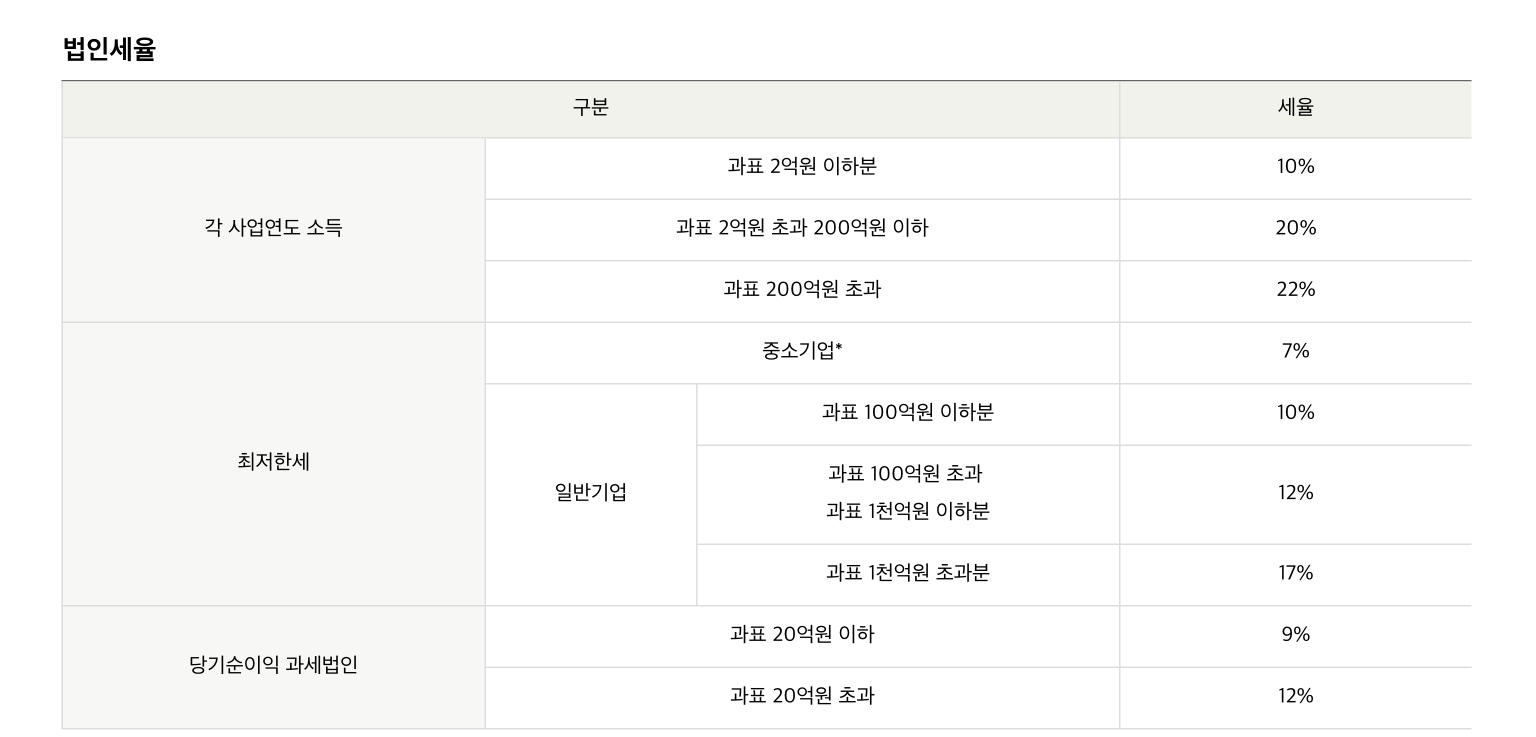 법인세율
구분 세율
각 사업연도 소득 과표 2억원 이하분 10%
과표 2억원 초과 200억원 이하 20%
과표 200억원 초과 22%
최저한세 중소기업* 7%
일반기업 과표 100억원 이하분 10%
과표 100억원 초과
과표 1천억원 이하분 12%
과표 1천억원 초과분 17%
당기순이익 과세법인 과표 20억원 이하 9%
과표 20억원 초과 12%